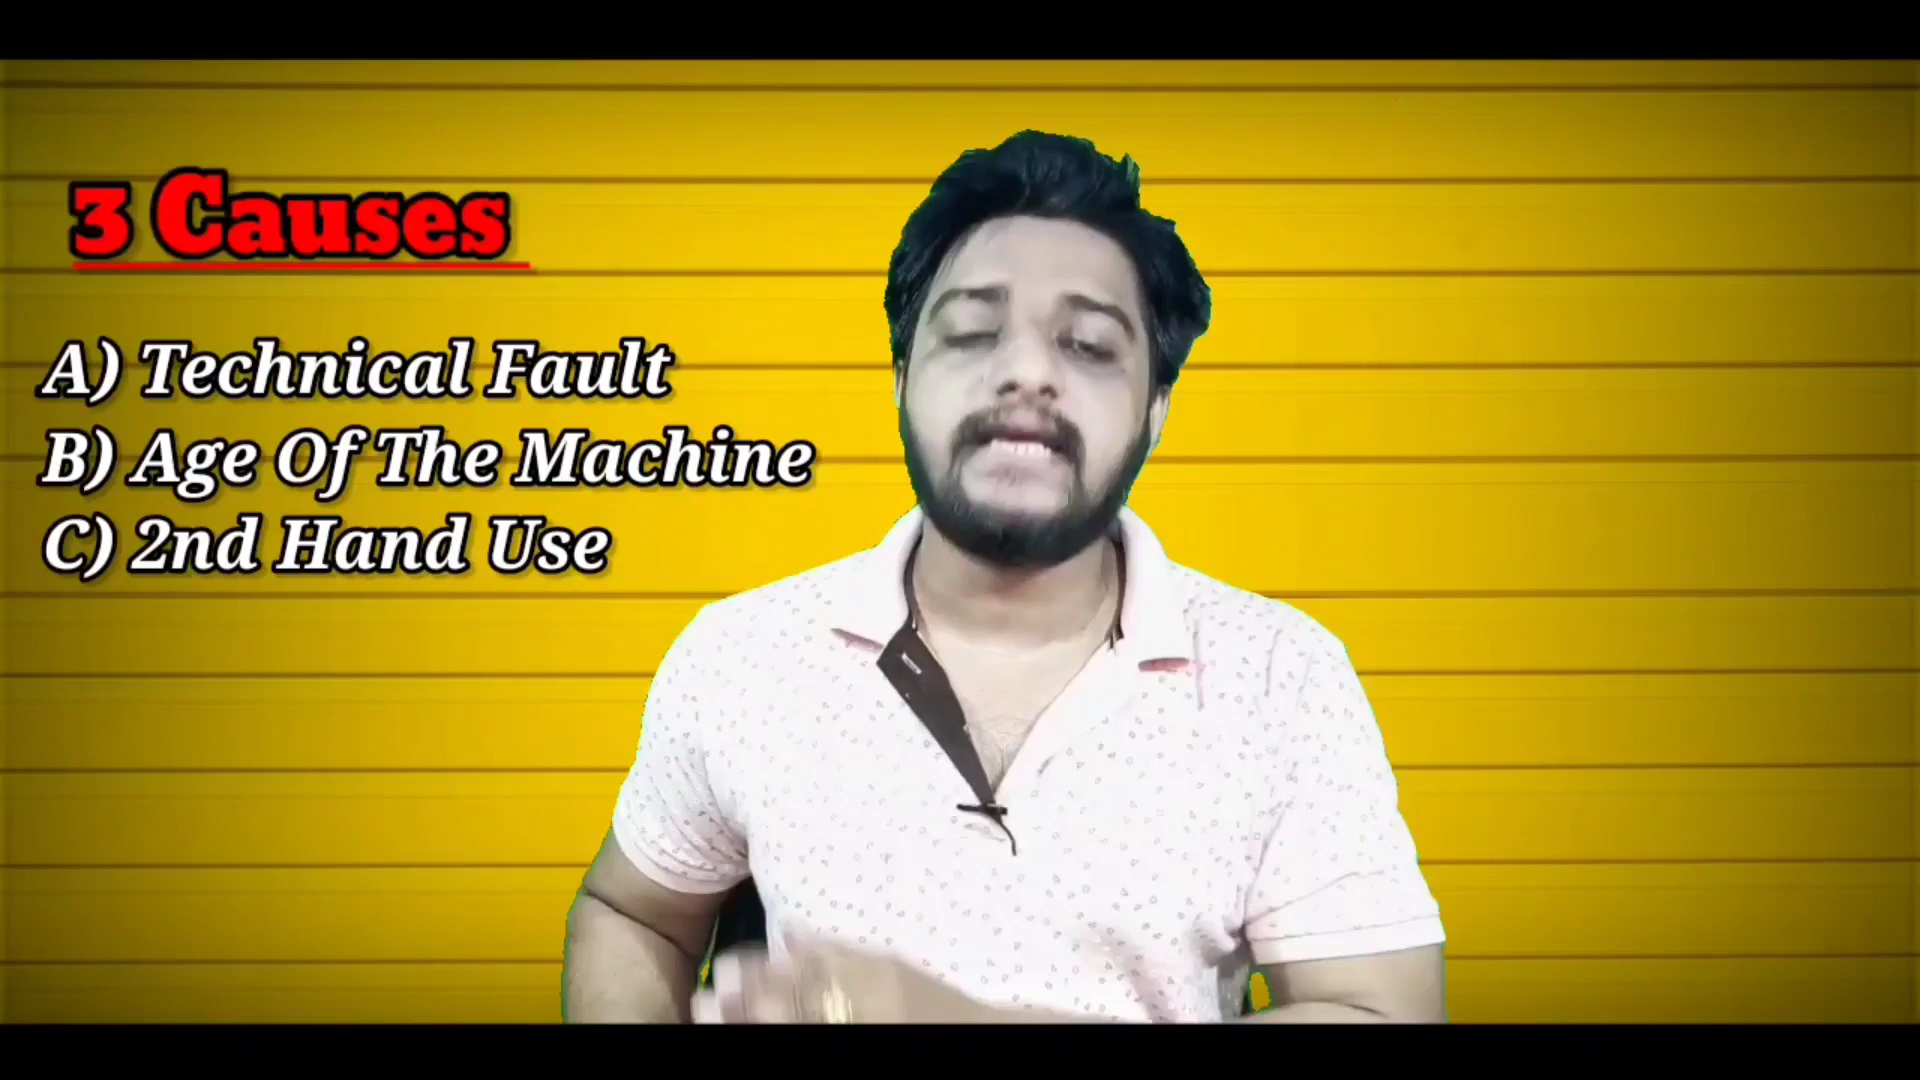 3 Causes
A) Technical Fault
B) Age Of The Machine
C) 2nd Hand Use